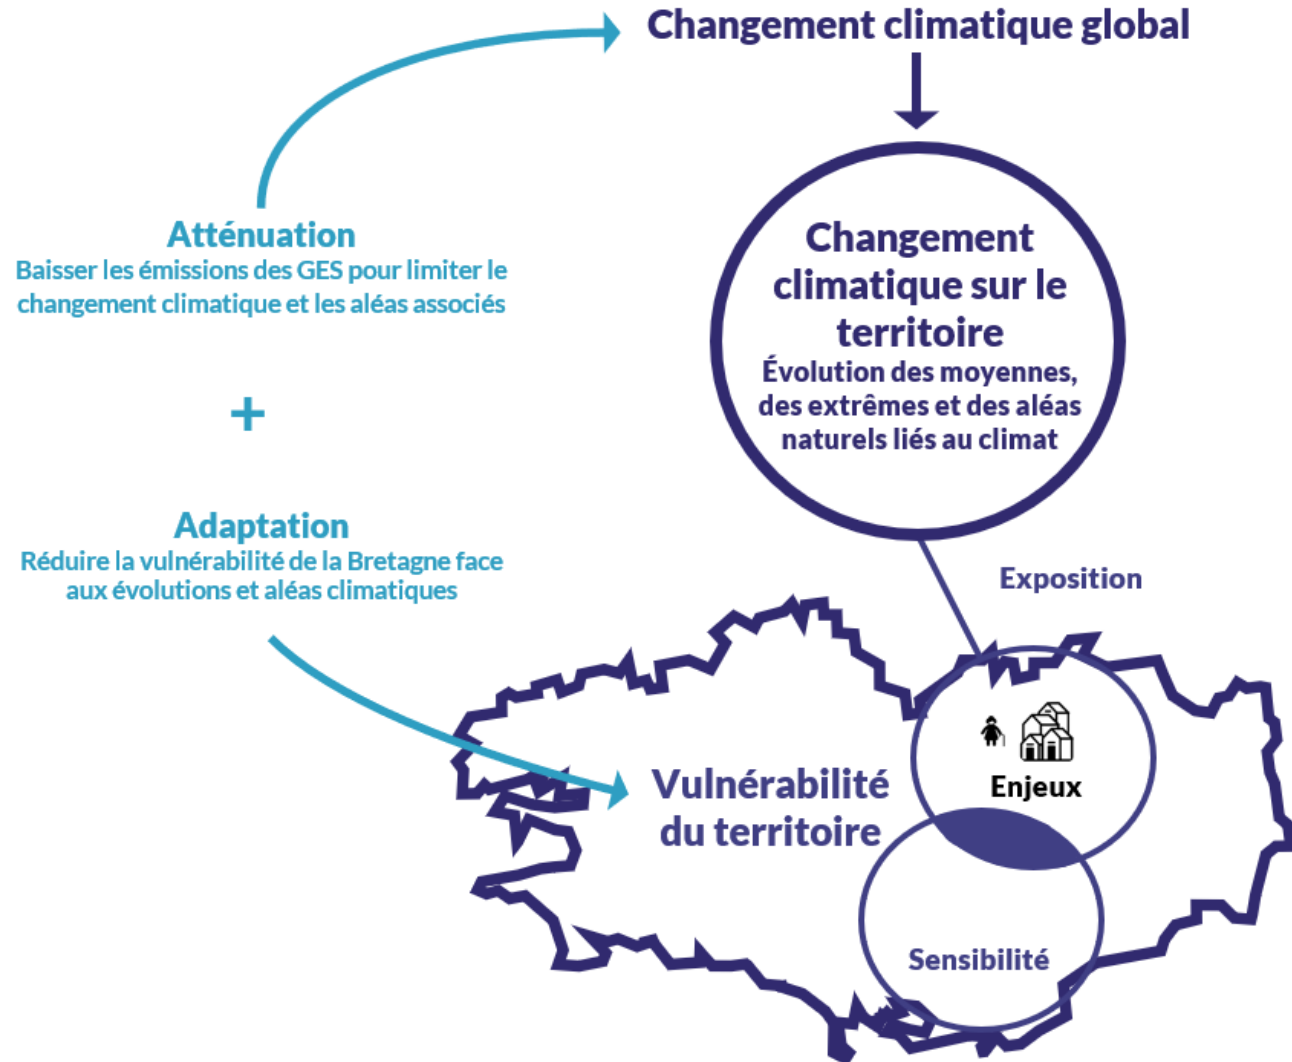 Changement climatique global
Atténuation
Baisser les émissions des GES pour limiter le
changement climatique et les aléas associés
+
Adaptation
Réduire la vulnérabilité de la Bretagne face
aux évolutions et aléas climatiques
Changement
climatique sur le
territoire
Évolution des moyennes,
des extrêmes et des aléas
naturels liés au climat
Exposition
Enjeux
Vulnérabilité
du territoire
Sensibilité